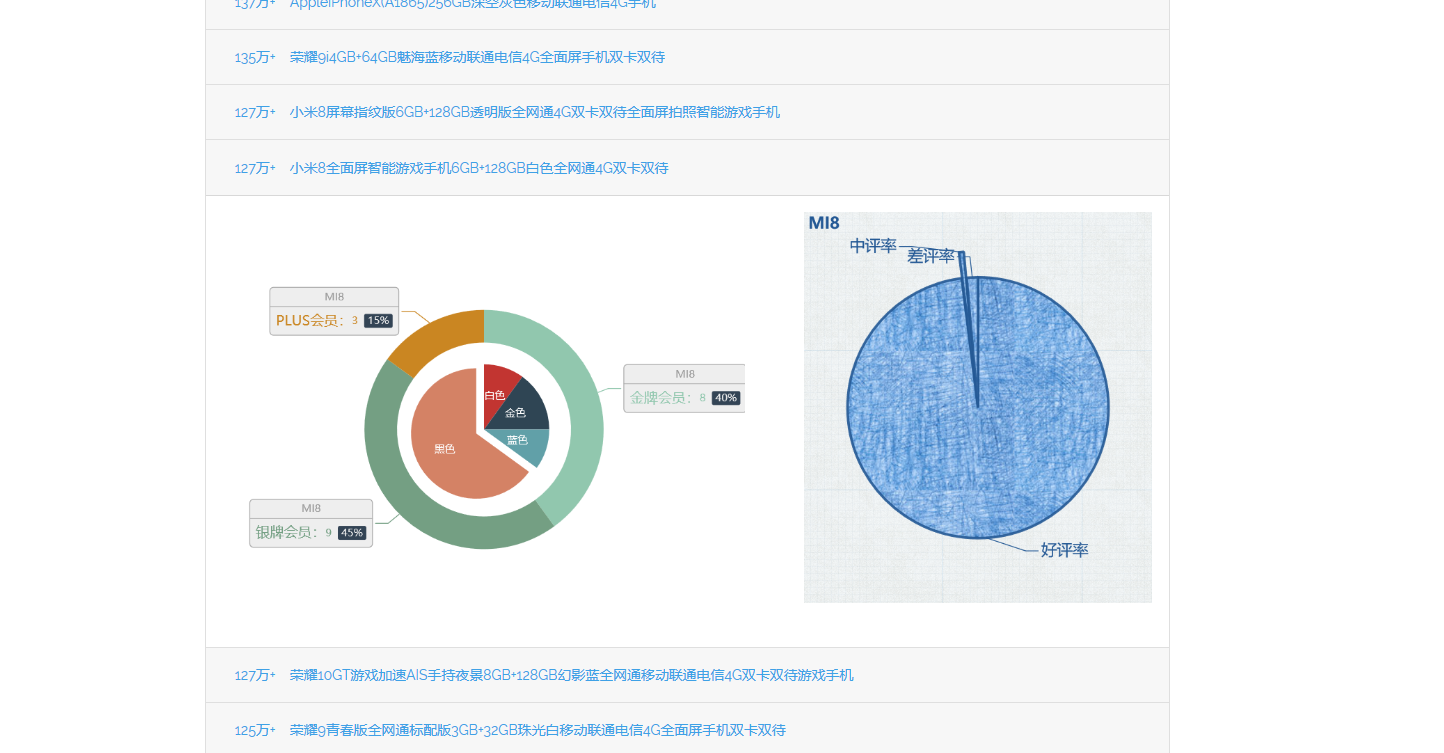 137万+ AppleiPhoneX(A1865)256GB深空灰色移动联通电信4G手机
135万+ 荣耀9i4GB+64GB魅海蓝移动联通电信4G全面屏手机双卡双待
127万+ 小米8屏幕指纹版6GB+128GB透明版全网通4G双卡双待全面屏拍照智能游戏手机
127万+ 小米8全面屏智能游戏手机6GB+128GB白色全网通4G双卡双待
MI8
PLUS会员：3 15%
MI8
金牌会员：8 40%
白色
金色
蓝色
黑色
MI8
银牌会员：9 45%
MI8
中评率
差评率
好评率
127万+ 荣耀10GT游戏加速AIS手持夜景8GB+128GB幻影蓝全网通移动联通电信4G双卡双待游戏手机
125万+ 荣耀9青春版全网通标配版3GB+32GB珠光白移动联通电信4G全面屏手机双卡双待